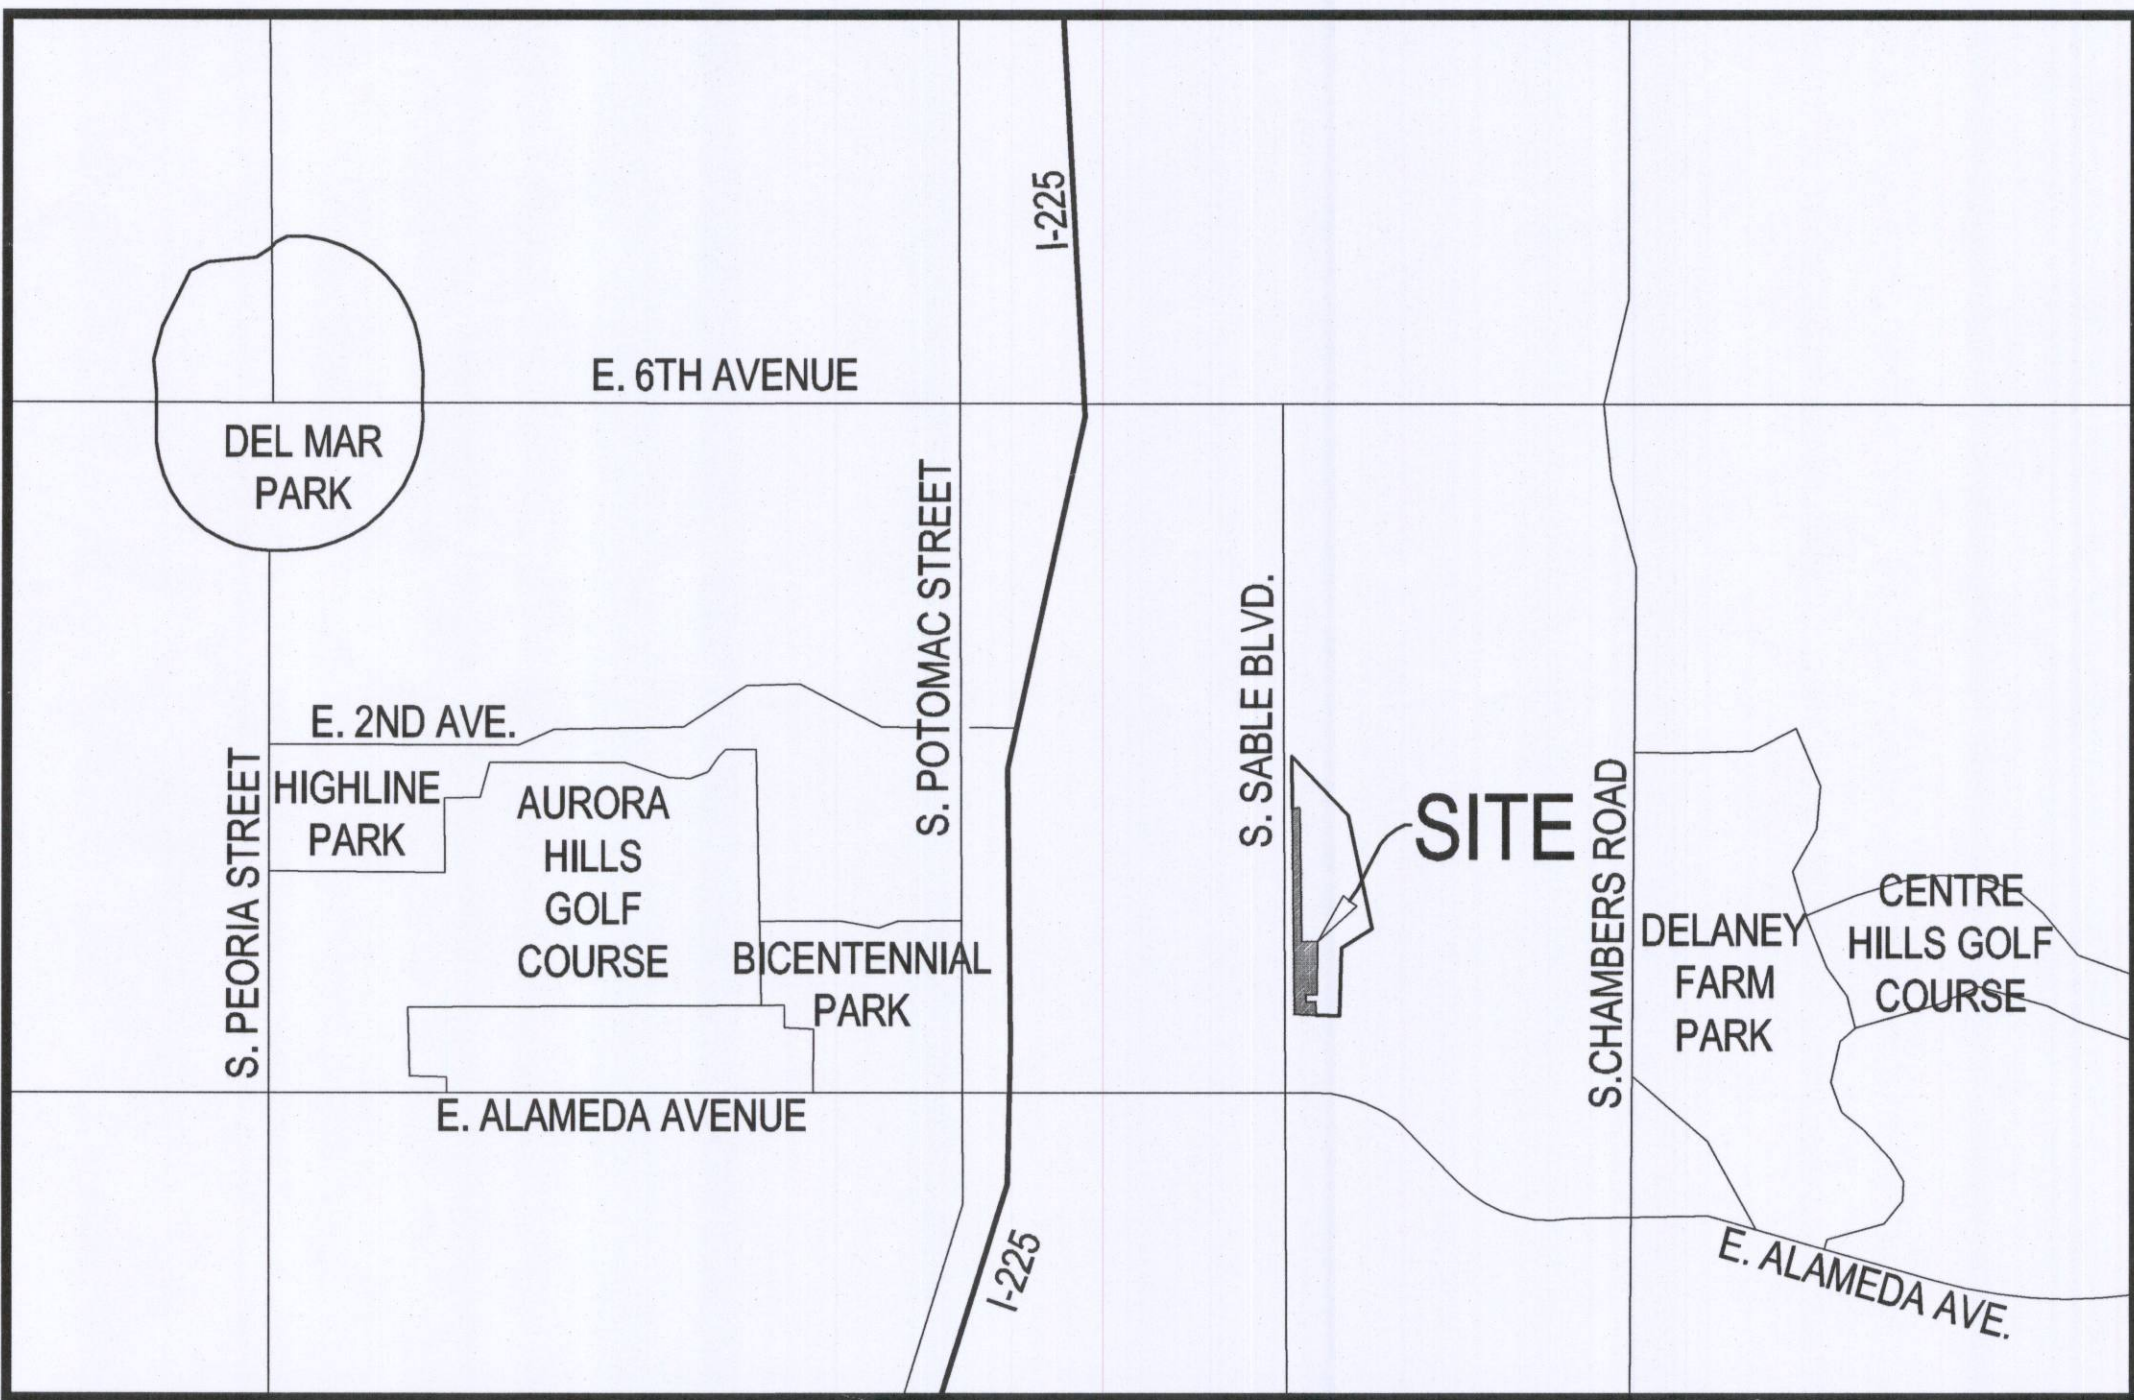 I-225
E. 6TH AVENUE
DEL MAR
PARK
S. POTOMAC STREET
S. SABLE BLVD.
E. 2ND AVE.
S. PEORIA STREET
HIGHLINE
PARK
AURORA
HILLS
GOLF
COURSE
BICENTENNIAL
PARK
SITE
S.CHAMBERS ROAD
DELANEY
FARM
PARK
CENTRE
HILLS GOLF
COURSE
E. ALAMEDA AVENUE
I-225
E. ALAMEDA AVE.